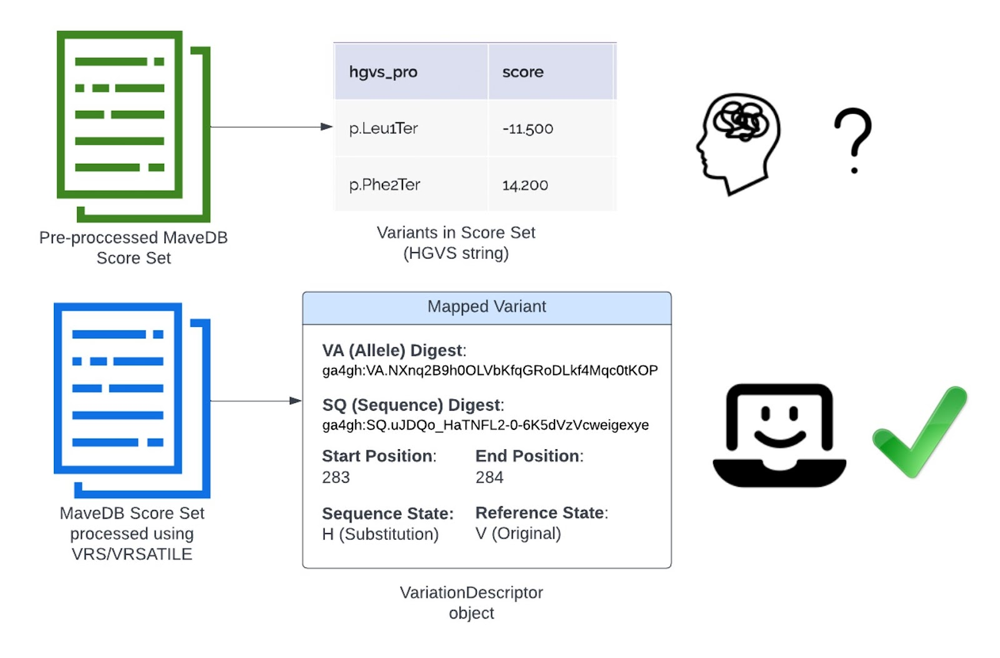 hgvs_pro score
p.Leu1Ter -11.500
p.Phe2Ter 14.200
Pre-proccessed MaveDB
Score Set
Variants in Score Set
(HGVS string)
Mapped Variant
VA (Allele) Digest:
ga4gh:VA.NXnq2B9h0OLVbKfqGRoDLkf4Mqc0tKOP
SQ (Sequence) Digest:
ga4gh:SQ.uJDQo_HaTNFL2-0-6K5dVzVcweigexye
Start Position: End Position:
283 284
Sequence State: Reference State:
H (Substitution) V (Original)
MaveDB Score Set
processed using
VRS/VRSATILE
VariationDescriptor
object
?